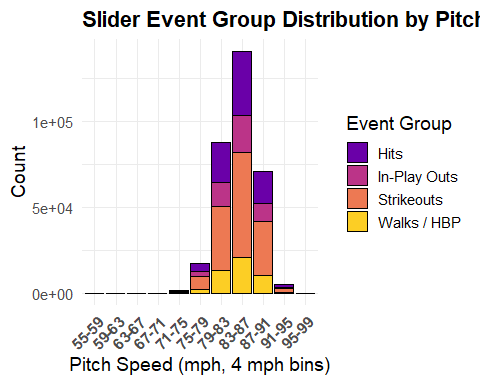 Slider Event Group Distribution by Pitch
Count
1e+05
5e+04
0e+00
55-59
59-63
63-67
67-71
71-75
75-79
79-83
83-87
87-91
91-95
95-99
Pitch Speed (mph, 4 mph bins)
Event Group
Hits
In-Play Outs
Strikeouts
Walks / HBP